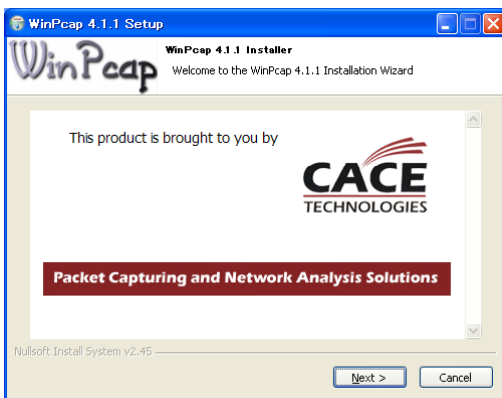 WinPcap 4.1.1 Setup
WinPcap
WinPcap 4.1.1 Installer
Welcome to the WinPcap 4.1.1 Installation Wizard
This product is brought to you by
CACE
TECHNOLOGIES
Packet Capturing and Network Analysis Solutions
Nullsoft Install System v2.45
Next >
Cancel